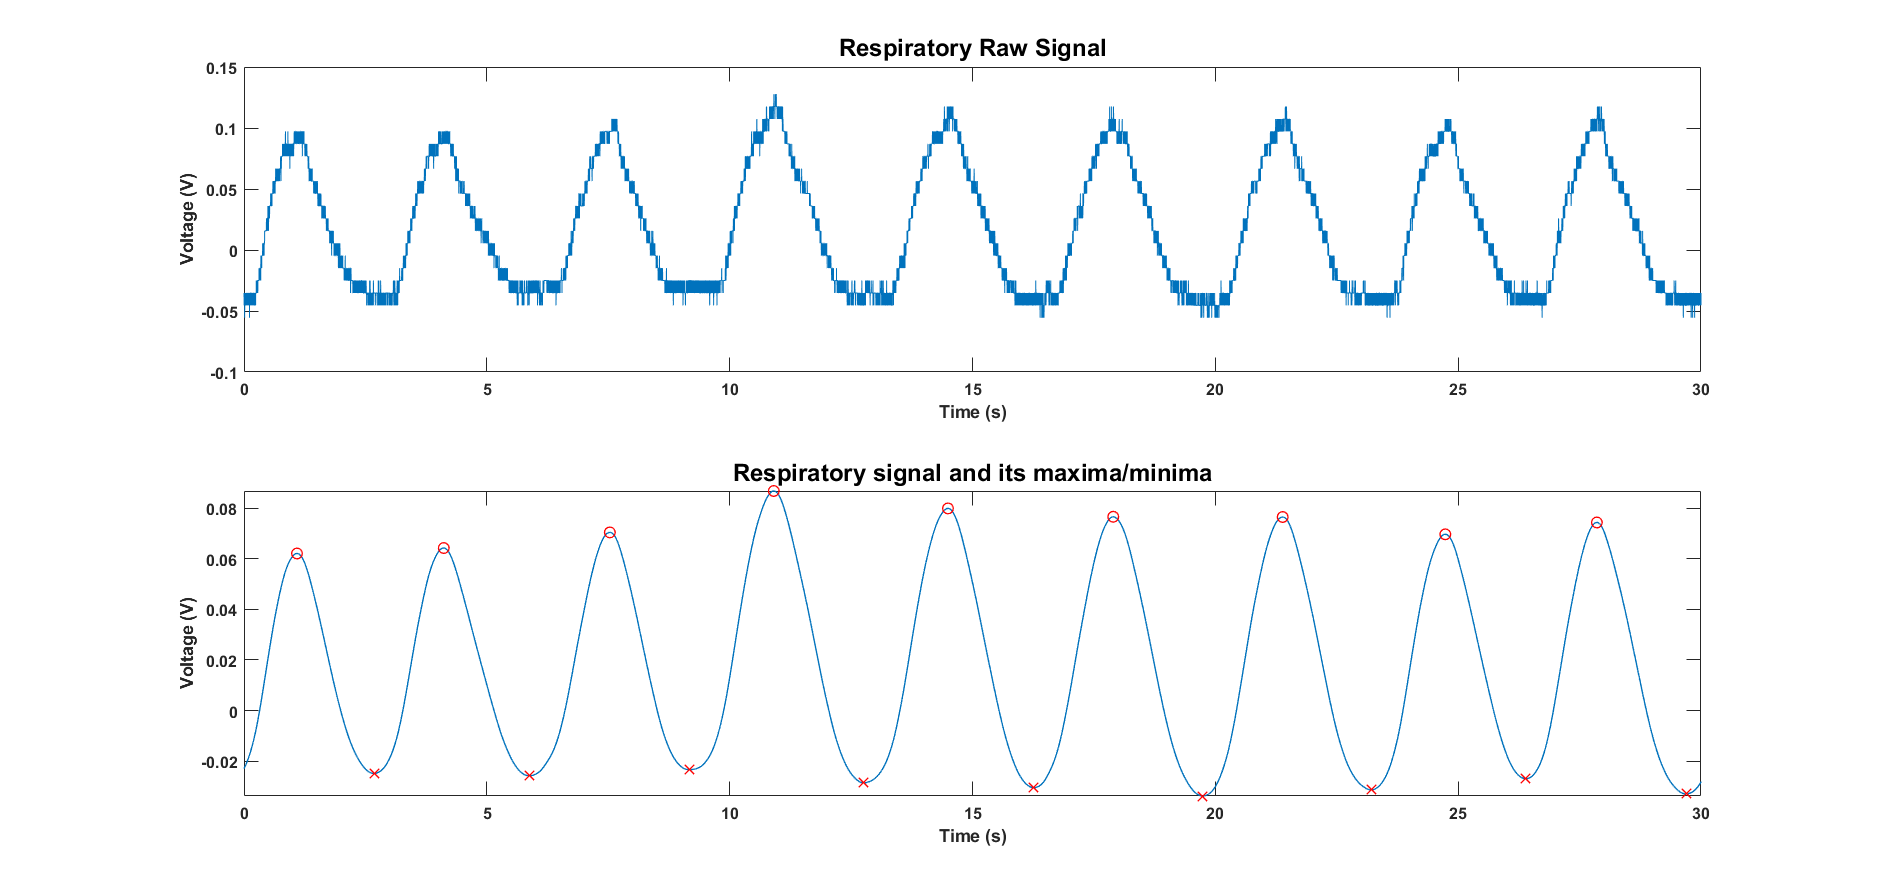 Respiratory Raw Signal
0.15
0.1
0.05
0
-0.05
-0.1
Voltage (V)
0 5 10 15 20 25 30
Time (s)
Respiratory signal and its maxima/minima
0.08
0.06
0.04
0.02
0
-0.02
Voltage (V)
0 5 10 15 20 25 30
Time (s)